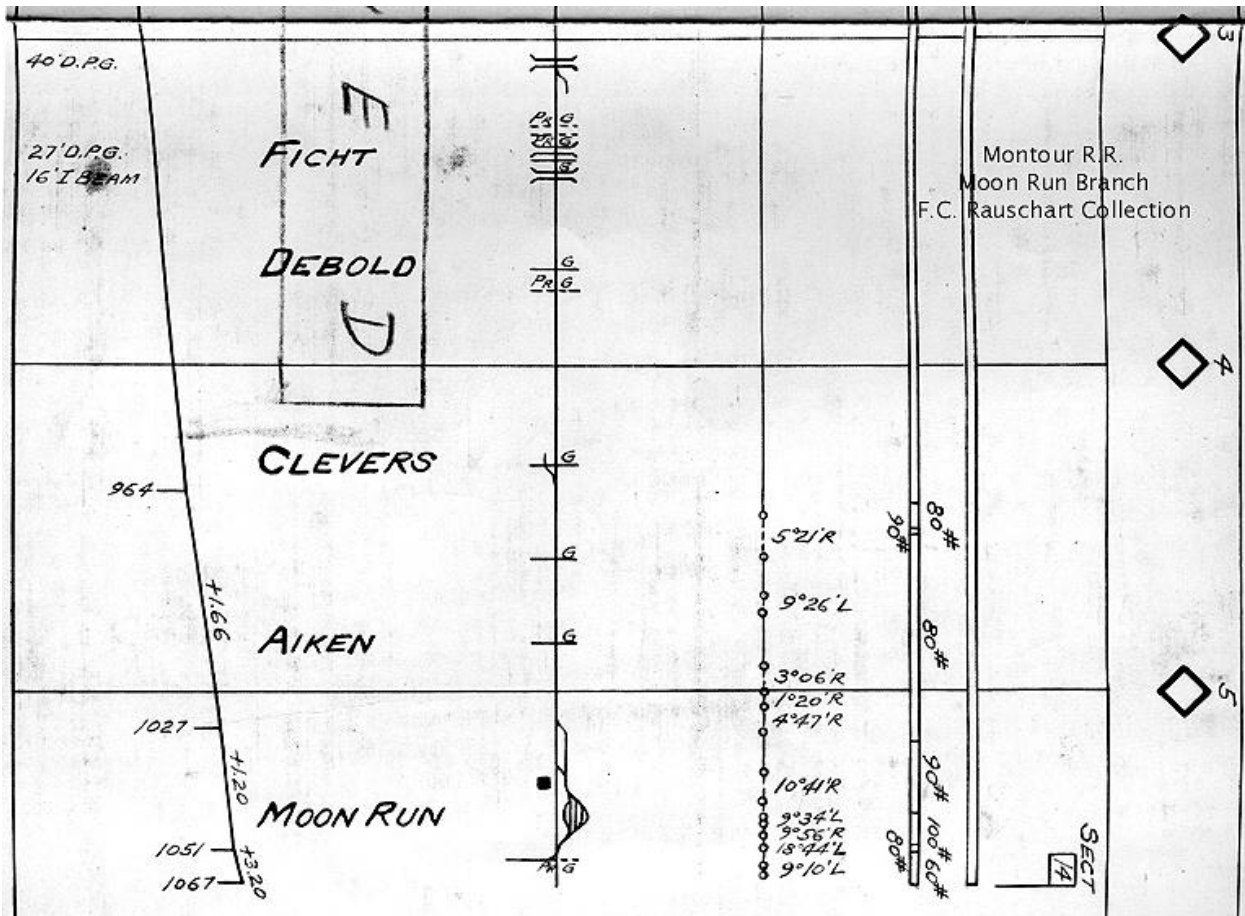 3
40'D.P.G.
E
Ps G
27'D.P.G.
FICHT
G
16'I BEAM
Montour R.R.
Moon Run Branch
F.C. Rauschart Collection
DEBOLD
G
PR G
D
4
CLEVERS
G
964
80#
90#
5°21'R
G
9°26'L
+1.66
AIKEN
G
80#
3°06'R
1°20'R
5
4°47'R
1027
+1.20
10°41'R
90#
MOON RUN
9°34'L
9°56'R
18°44'L
100#
80#
SECT
14
1051
+3.20
G
9°10'L
60#
1067